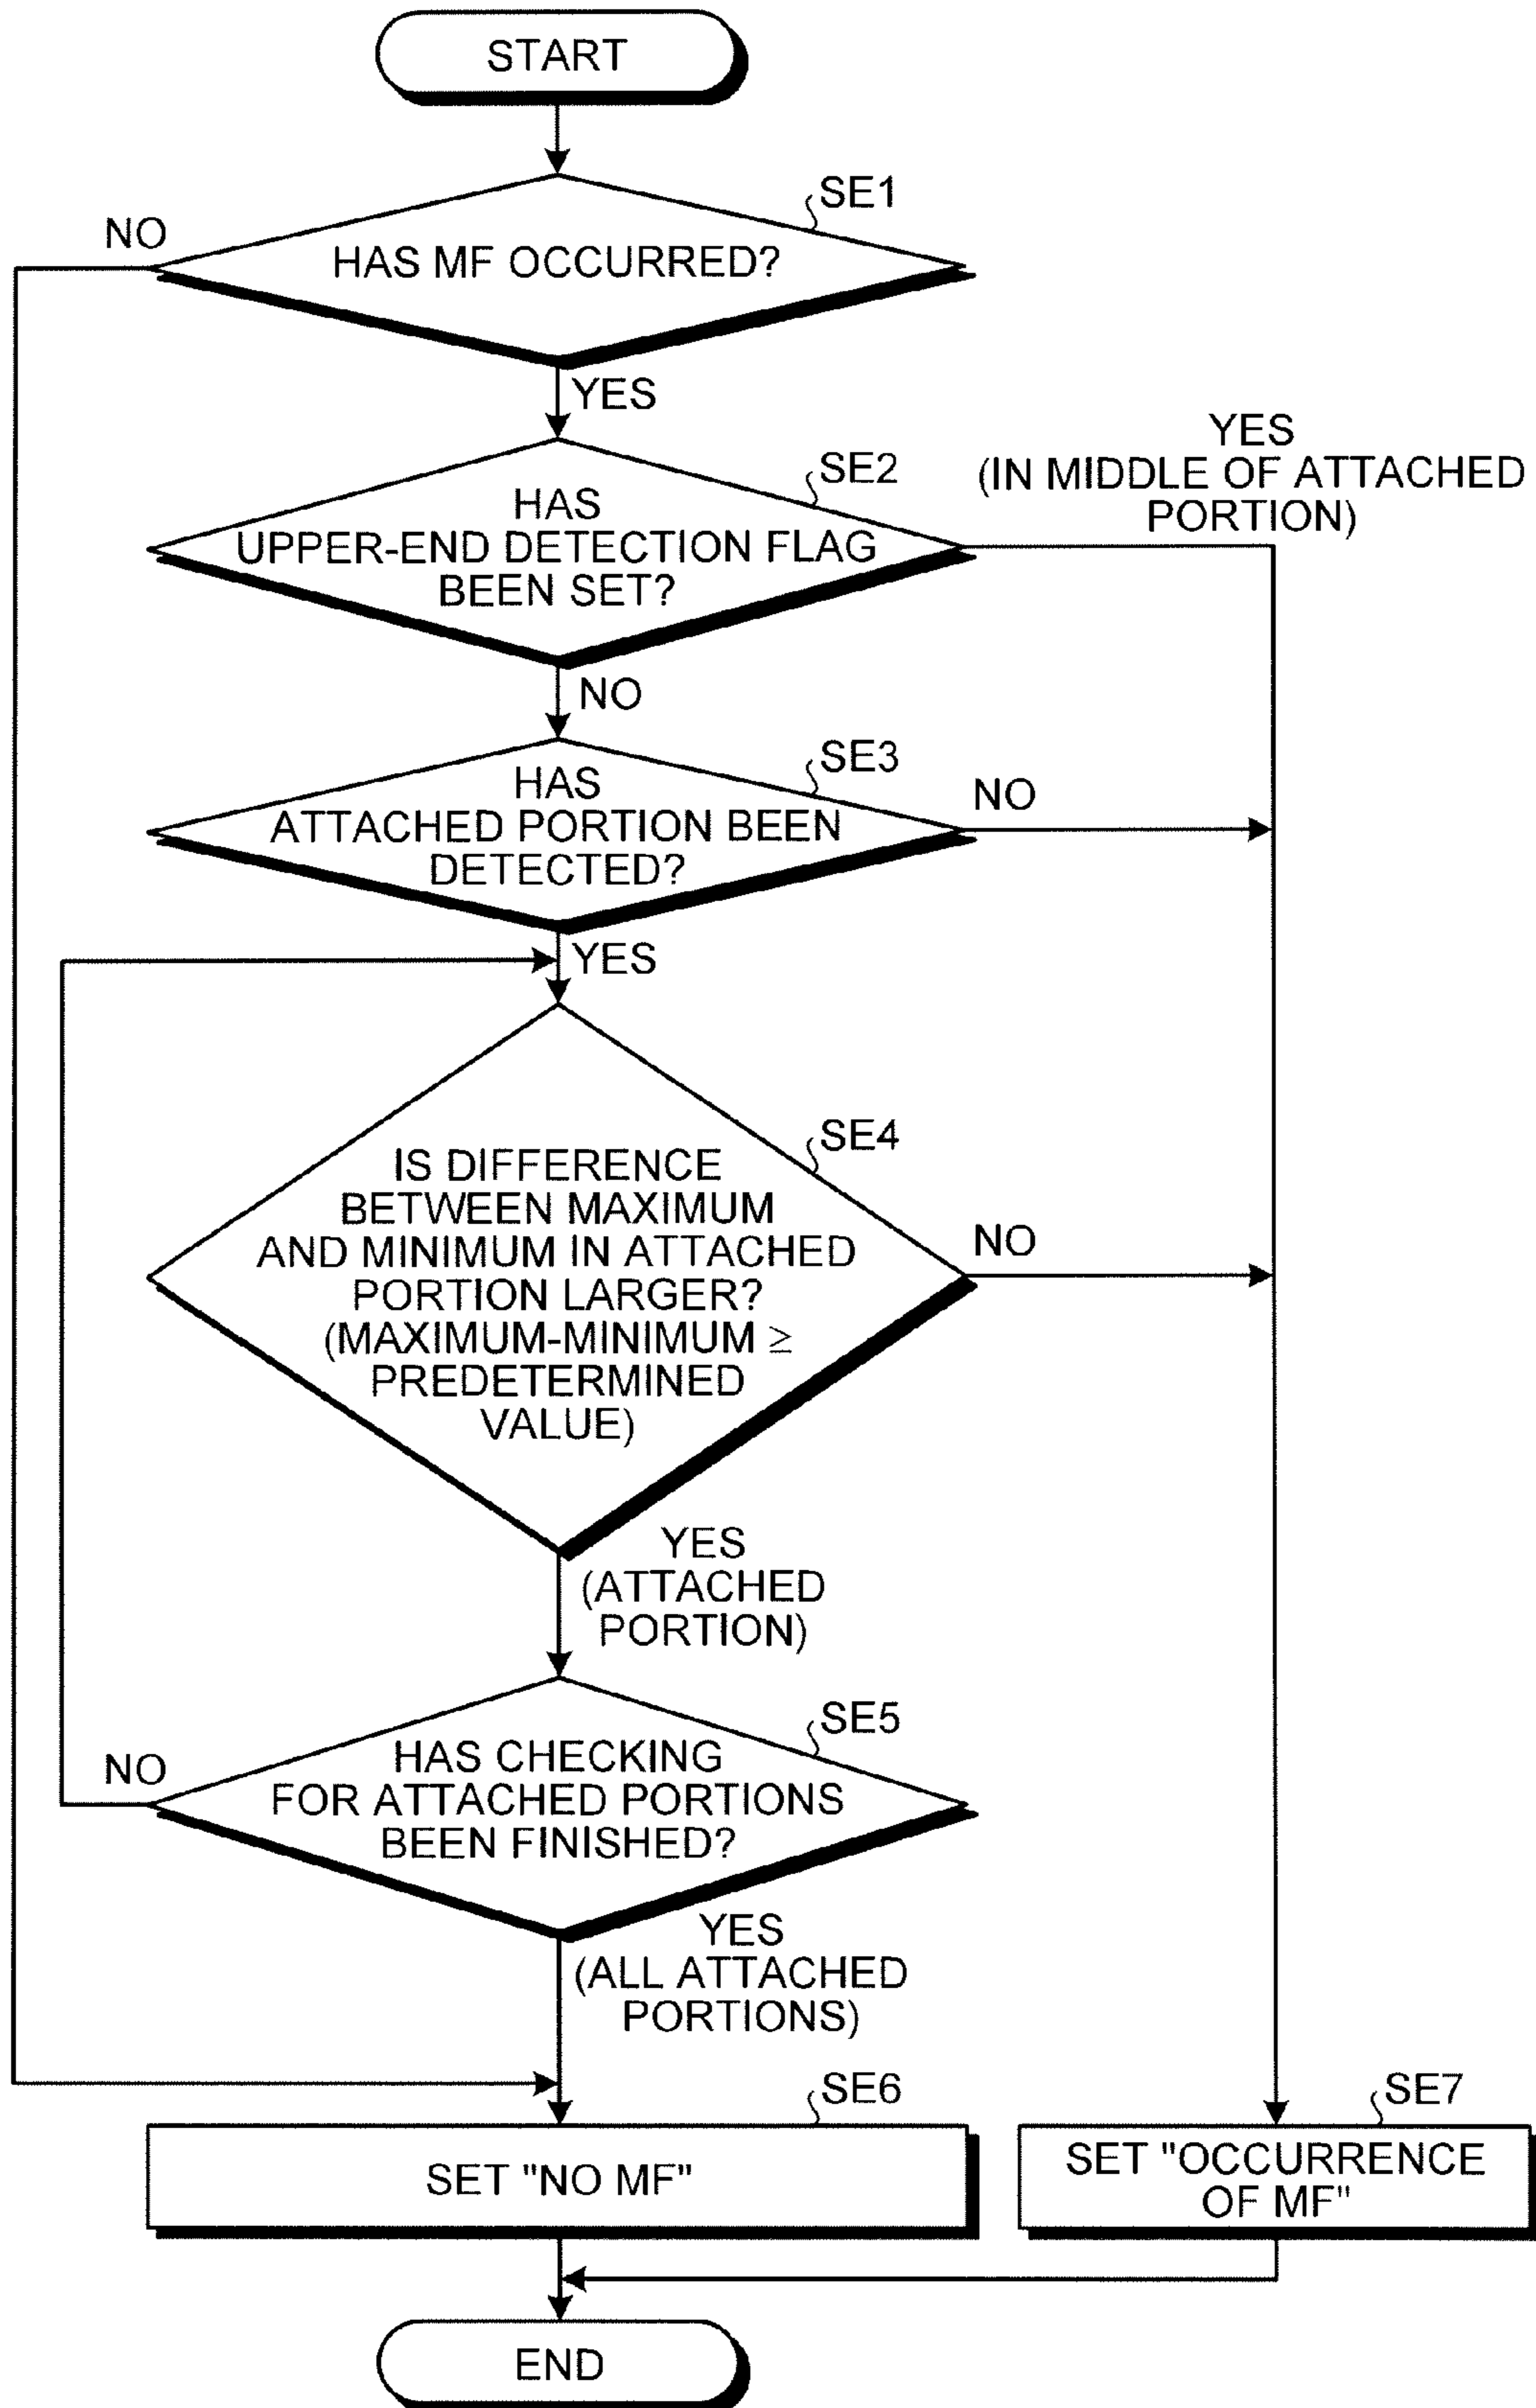 START
SE1
NO
HAS MF OCCURRED?
YES
SE2
YES
(IN MIDDLE OF ATTACHED
PORTION)
HAS
UPPER-END DETECTION FLAG
BEEN SET?
NO
SE3
HAS
ATTACHED PORTION BEEN
DETECTED?
NO
YES
SE4
IS DIFFERENCE
BETWEEN MAXIMUM
AND MINIMUM IN ATTACHED
PORTION LARGER?
(MAXIMUM-MINIMUM ≥
PREDETERMINED
VALUE)
NO
YES
(ATTACHED
PORTION)
SE5
NO
HAS CHECKING
FOR ATTACHED PORTIONS
BEEN FINISHED?
YES
(ALL ATTACHED
PORTIONS)
SE6
SET "NO MF"
SE7
SET "OCCURRENCE
OF MF"
END